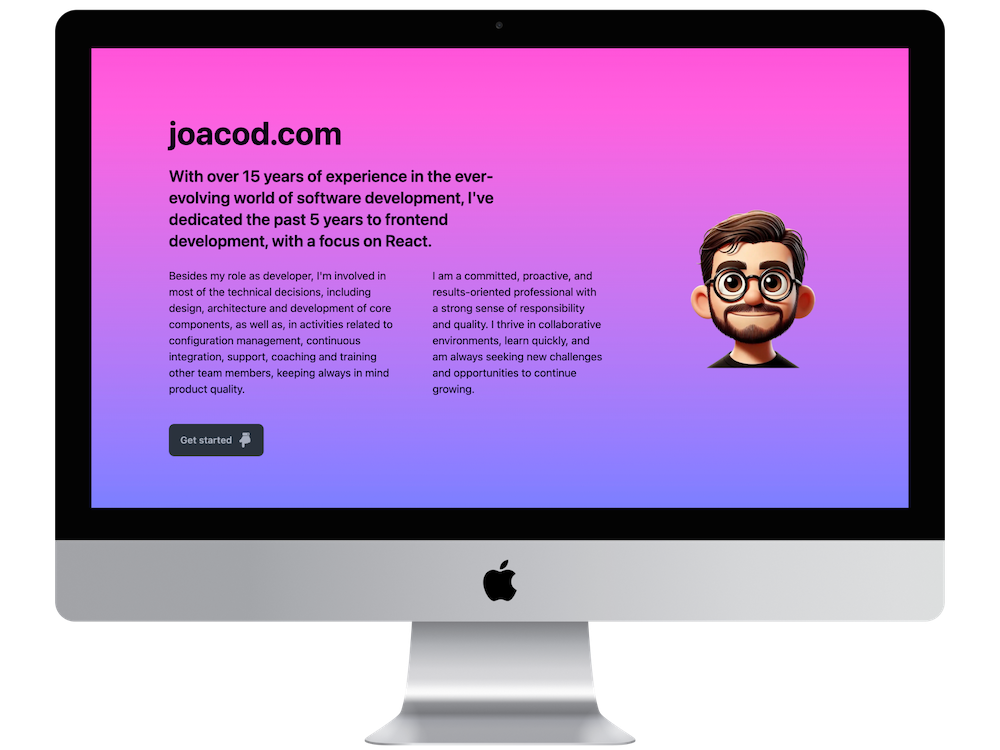 joacod.com
With over 15 years of experience in the ever-
evolving world of software development, I've
dedicated the past 5 years to frontend
development, with a focus on React.
Besides my role as developer, I'm involved in
most of the technical decisions, including
design, architecture and development of core
components, as well as, in activities related to
configuration management, continuous
integration, support, coaching and training
other team members, keeping always in mind
product quality.
I am a committed, proactive, and
results-oriented professional with
a strong sense of responsibility
and quality. I thrive in collaborative
environments, learn quickly, and
am always seeking new challenges
and opportunities to continue
growing.
Get started